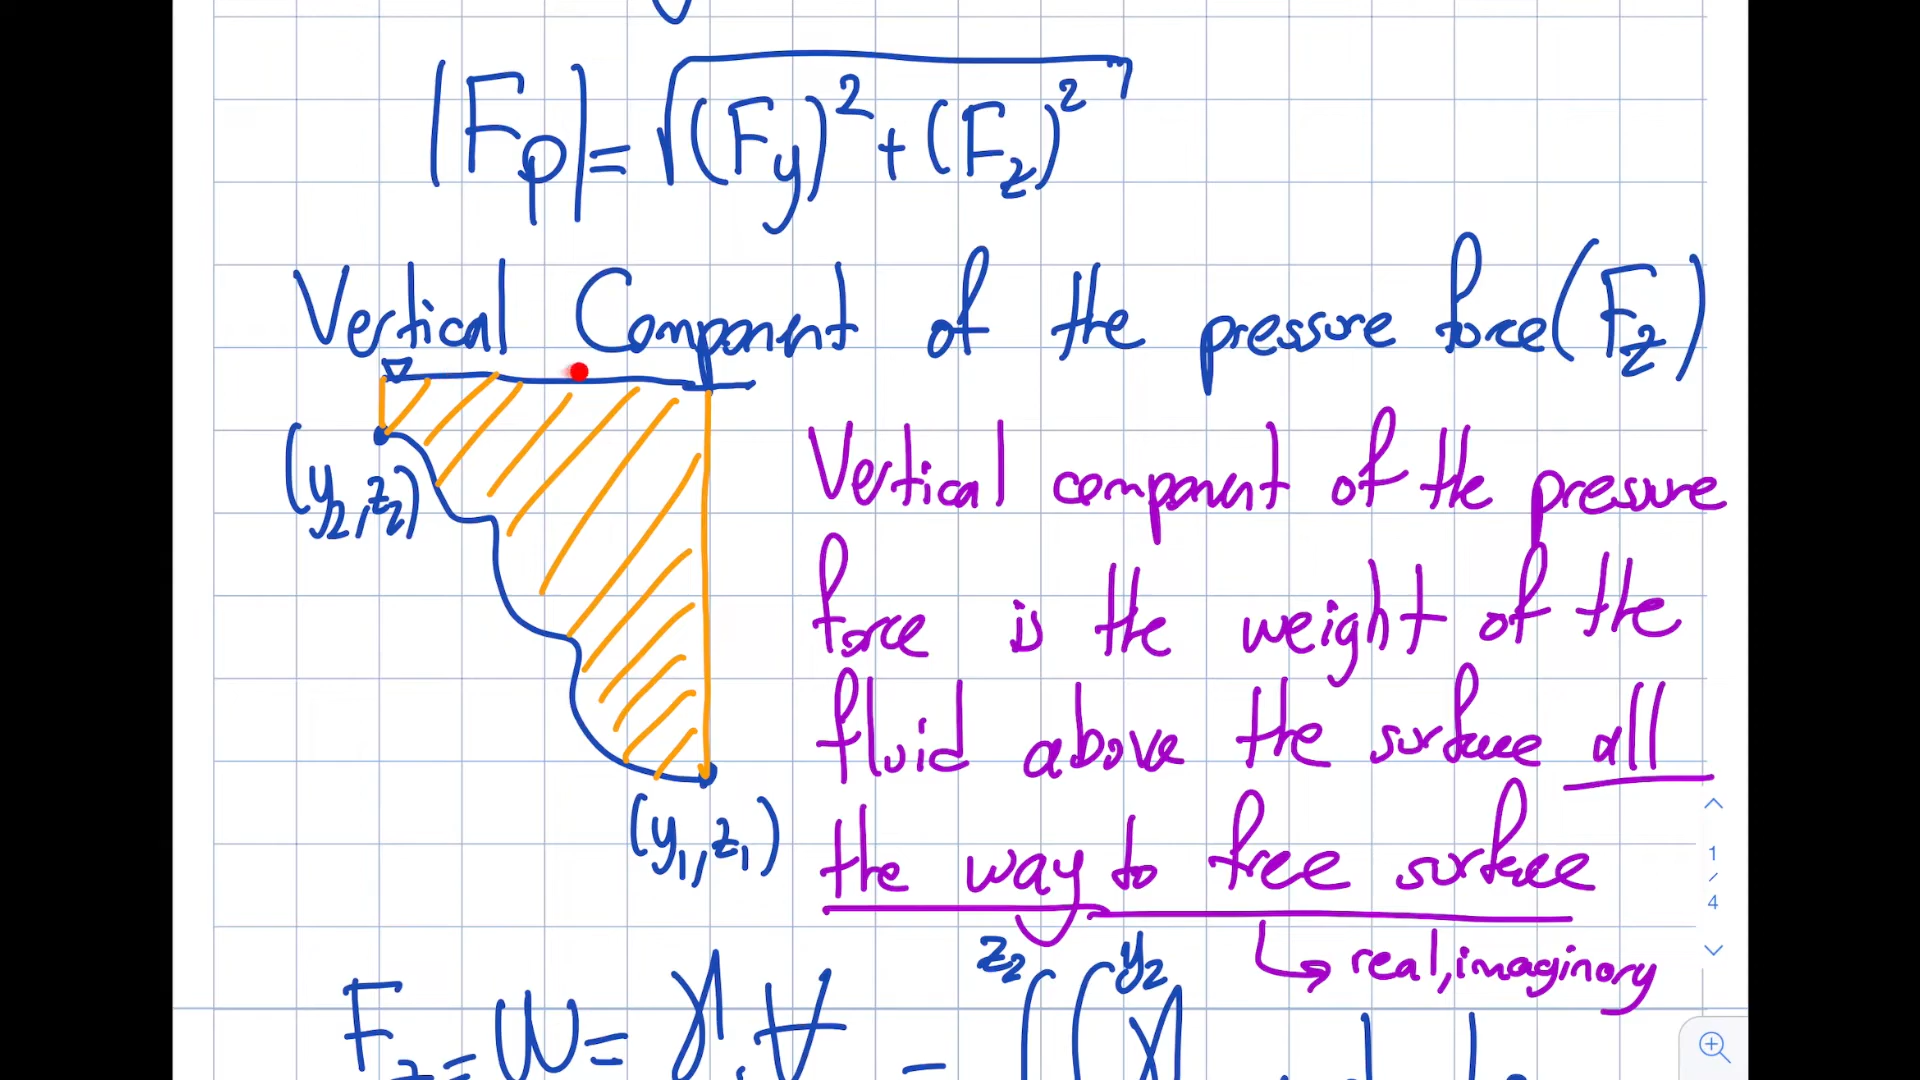 |Fp| = √(Fy)² + (Fz)²
Vertical Component of the pressure force (Fz)
(y2, z2)
(y1, z1)
Vertical component of the pressure
force is the weight of the
fluid above the surface all
the way to free surface
↳ real, imaginary
Fz = W = γ.V = ∫∫ γ
z2 y2
1
/
4